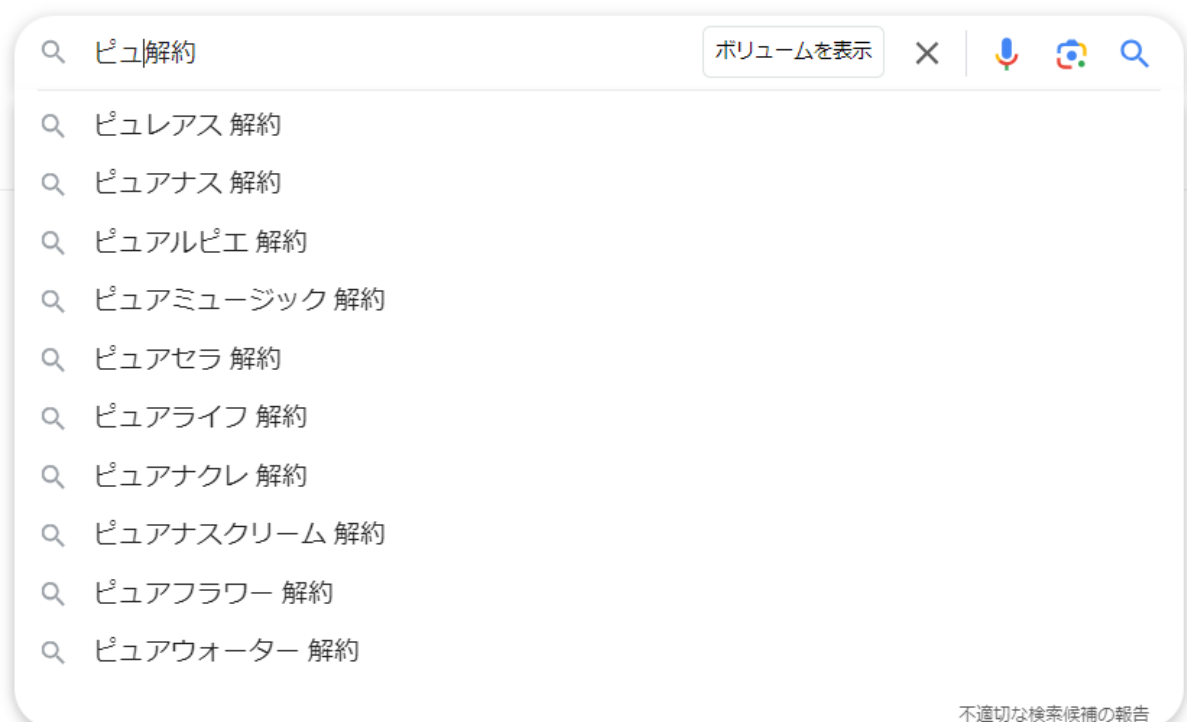 ピュ解約
ボリュームを表示
ピュレアス 解約
ピュアナス 解約
ピュアルピエ 解約
ピュアミュージック 解約
ピュアセラ 解約
ピュアライフ 解約
ピュアナクレ 解約
ピュアナスクリーム 解約
ピュアフラワー 解約
ピュアウォーター 解約
不適切な検索候補の報告